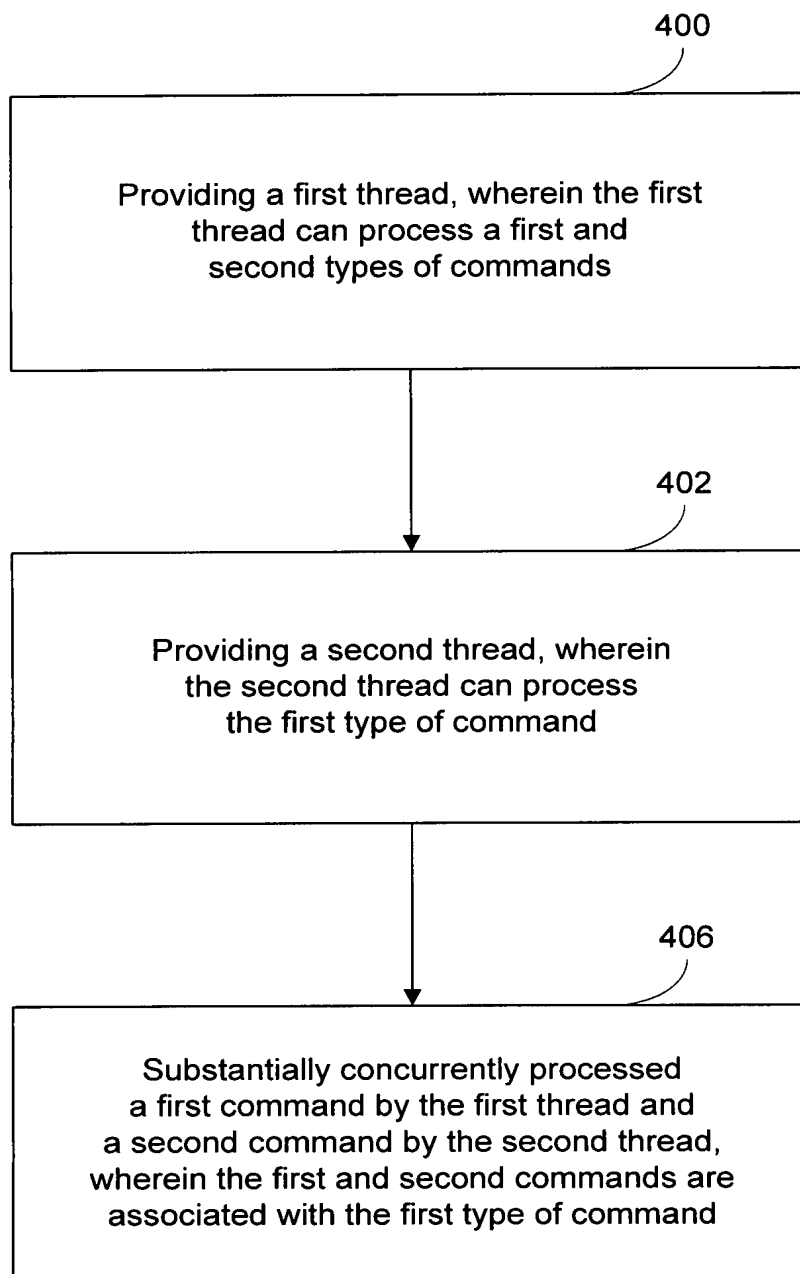 400
Providing a first thread, wherein the first
thread can process a first and
second types of commands
402
Providing a second thread, wherein
the second thread can process
the first type of command
406
Substantially concurrently processed
a first command by the first thread and
a second command by the second thread,
wherein the first and second commands are
associated with the first type of command